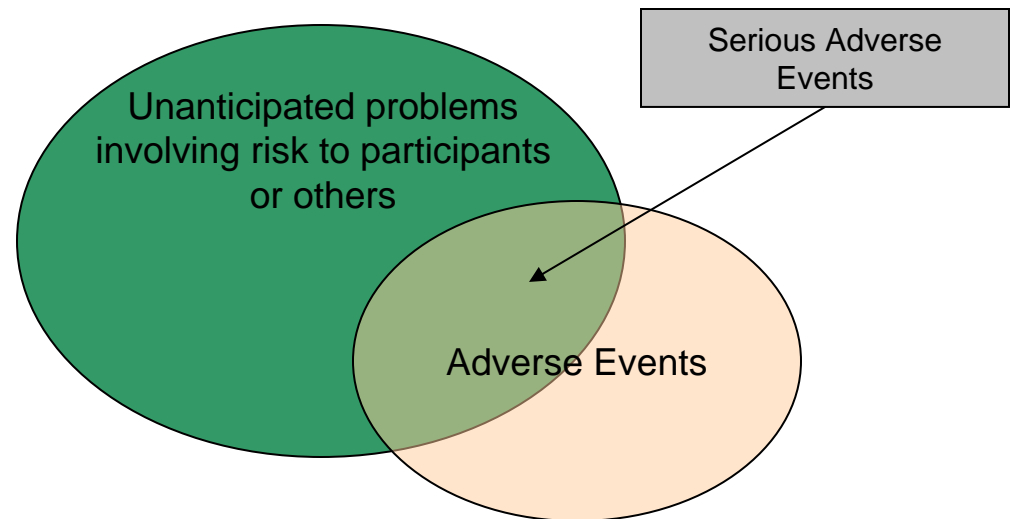 Serious Adverse
Events
Unanticipated problems
involving risk to participants
or others
Adverse Events